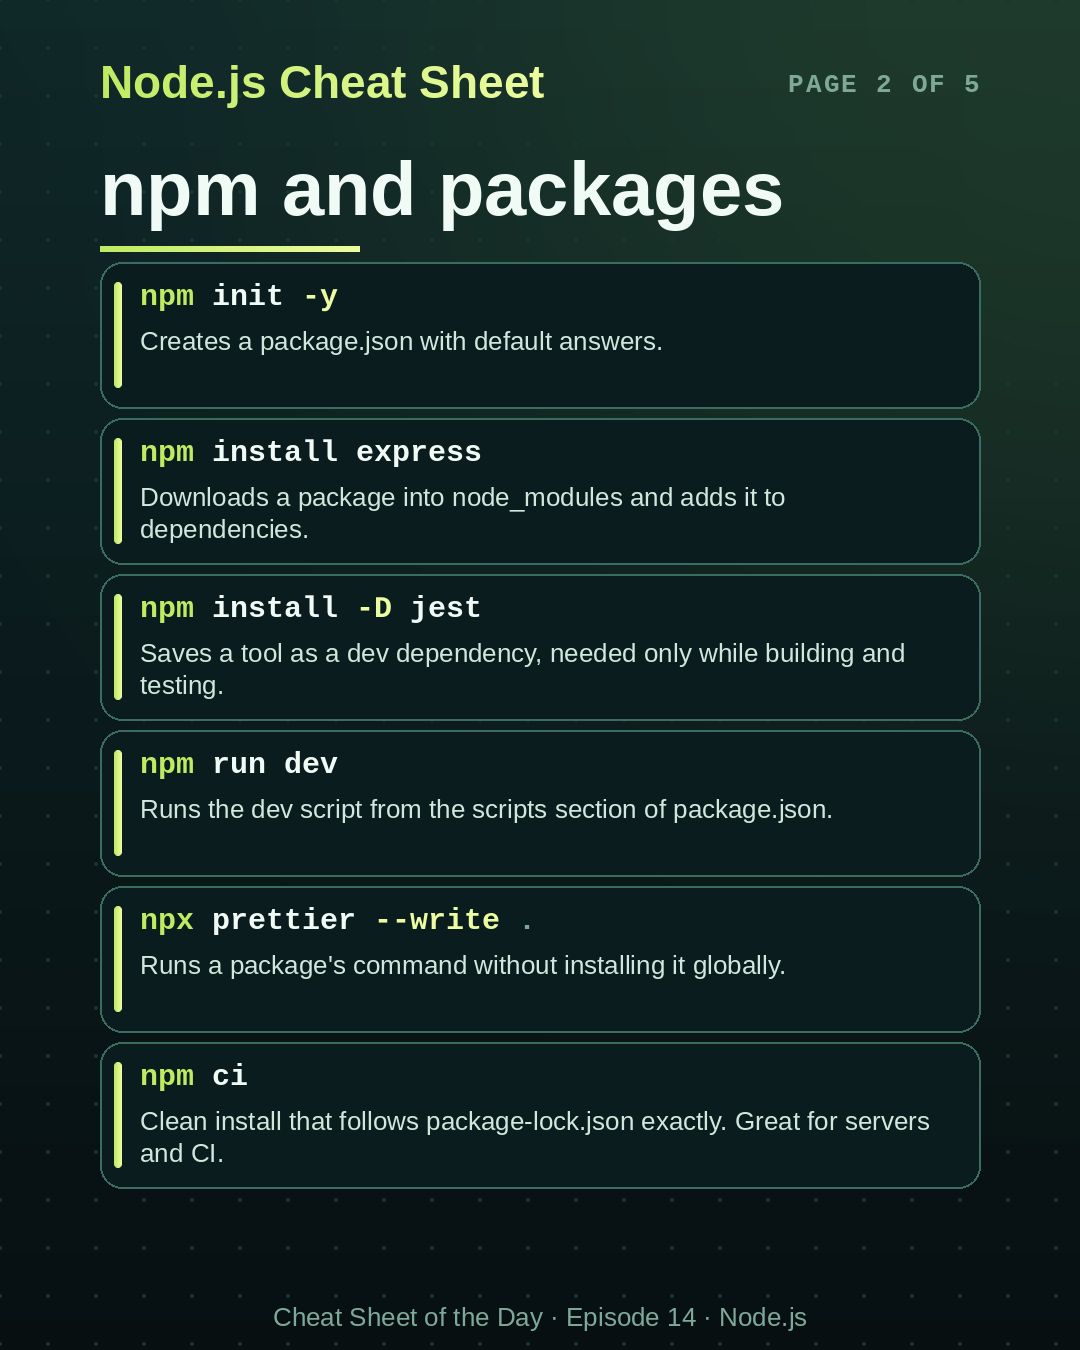 Node.js Cheat Sheet
PAGE 2 OF 5
npm and packages
npm init -y
Creates a package.json with default answers.
npm install express
Downloads a package into node_modules and adds it to
dependencies.
npm install -D jest
Saves a tool as a dev dependency, needed only while building and
testing.
npm run dev
Runs the dev script from the scripts section of package.json.
npx prettier --write .
Runs a package's command without installing it globally.
npm ci
Clean install that follows package-lock.json exactly. Great for servers
and CI.
Cheat Sheet of the Day · Episode 14 · Node.js